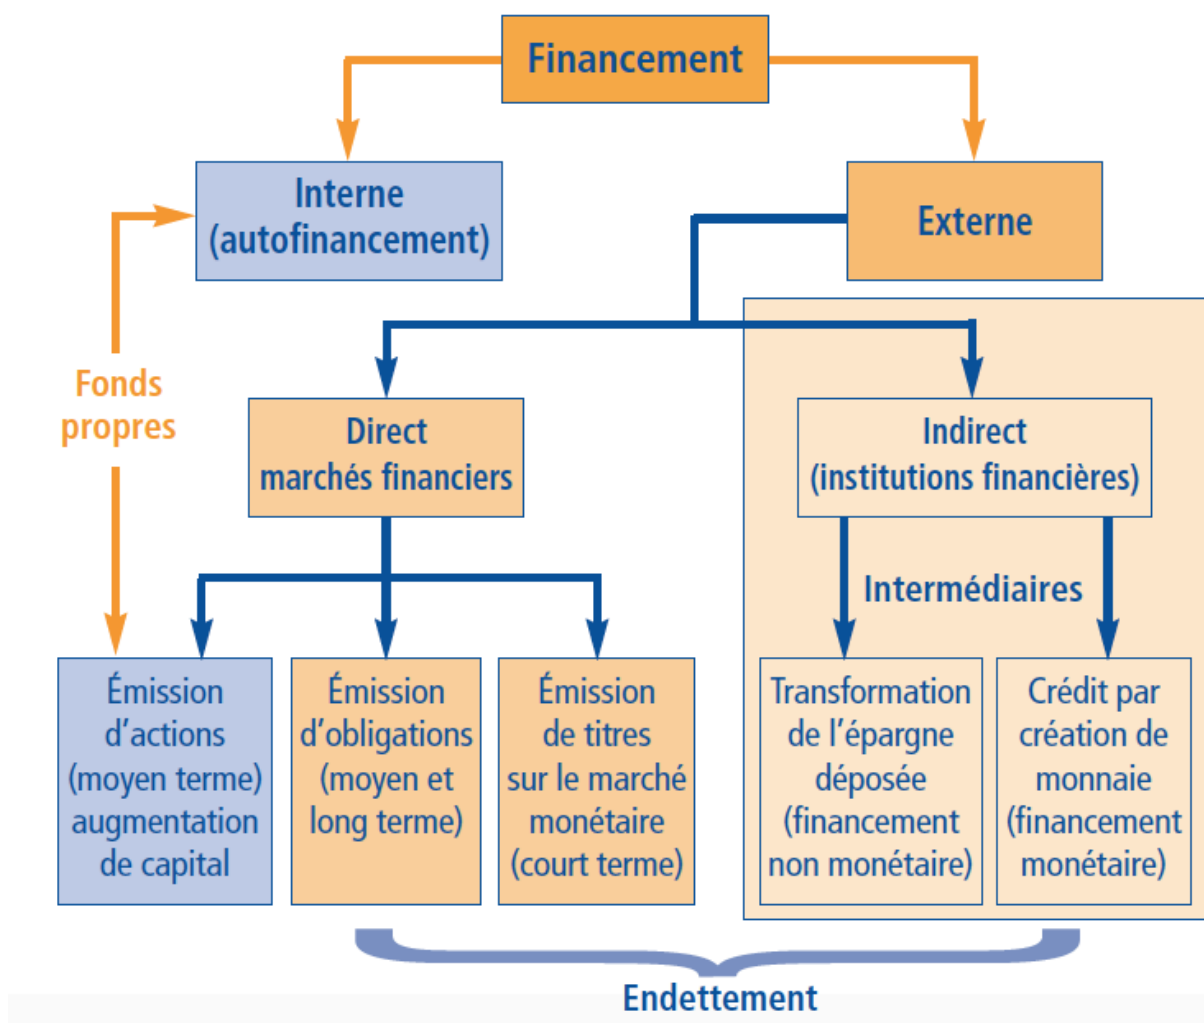 Financement
Interne
(autofinancement)
Externe
Fonds
propres
Direct
marchés financiers
Indirect
(institutions financières)
Intermédiaires
Émission
d'actions
(moyen terme)
augmentation
de capital
Émission
d'obligations
(moyen et
long terme)
Émission
de titres
sur le marché
monétaire
(court terme)
Transformation
de l'épargne
déposée
(financement
non monétaire)
Crédit par
création de
monnaie
(financement
monétaire)
Endettement